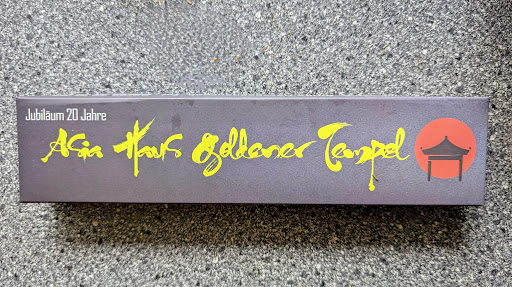 Jubiläum 20 Jahre
Asia Haus Goldener Tempel